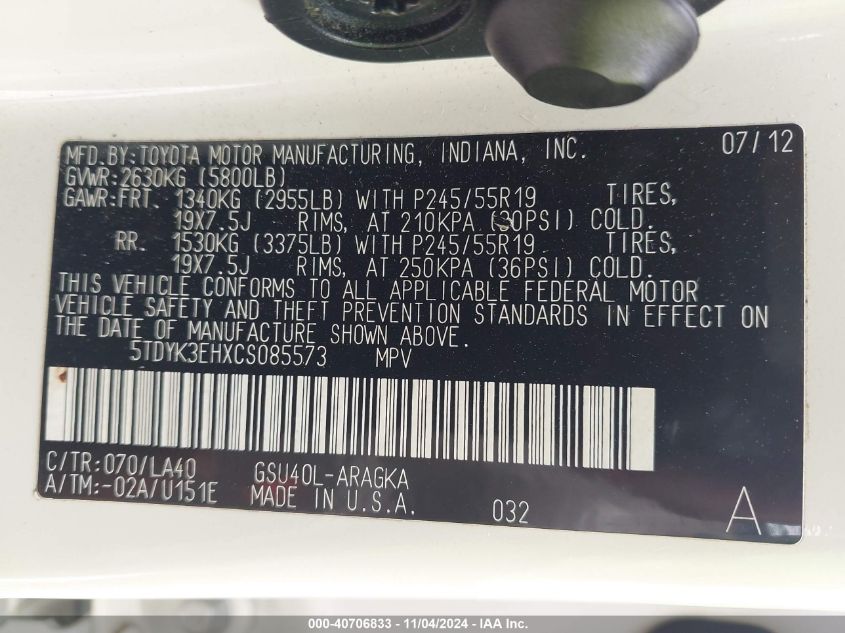 MFD.BY:TOYOTA MOTOR MANUFACTURING, INDIANA, INC. 07/12
GVWR:2630KG (5800LB)
GAWR:FRT. 1340KG (2955LB) WITH P245/55R19 TIRES,
19X7.5J RIMS, AT 210KPA (30PSI) COLD.
RR. 1530KG (3375LB) WITH P245/55R19 TIRES,
19X7.5J RIMS, AT 250KPA (36PSI) COLD.
THIS VEHICLE CONFORMS TO ALL APPLICABLE FEDERAL MOTOR
VEHICLE SAFETY AND THEFT PREVENTION STANDARDS IN EFFECT ON
THE DATE OF MANUFACTURE SHOWN ABOVE.
5TDYK3EHXCS085573 MPV
C/TR:070/LA40 GSU40L-ARAGKA
A/TM:-02A/U151E MADE IN U.S.A. 032 A
000-40706833 - 11/04/2024 - IAA Inc.